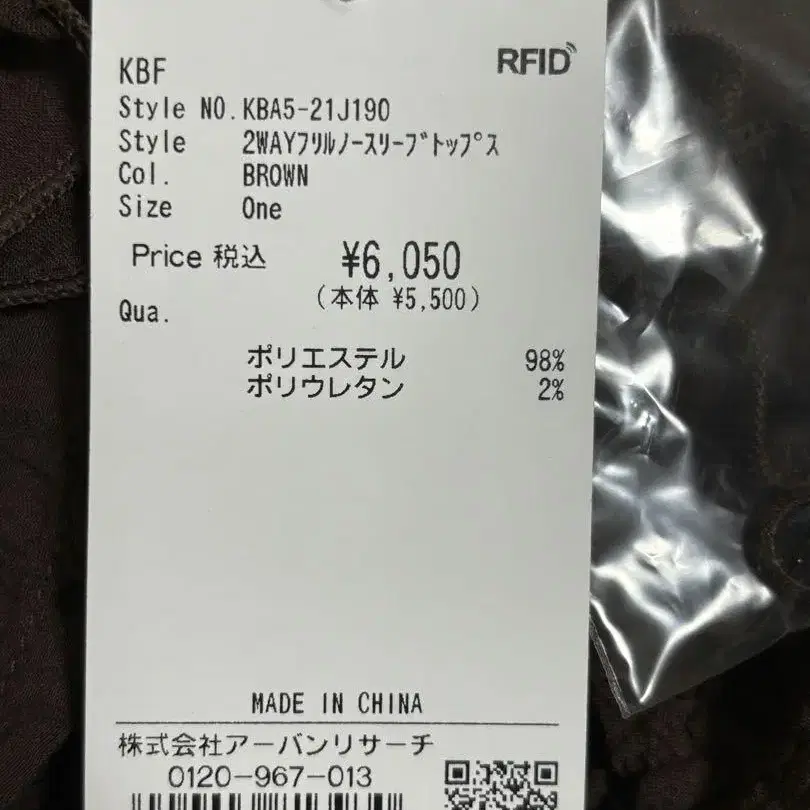 RFID
KBF
Style NO.KBA5-21J190
Style 2WAYﾌﾘﾙﾉｰｽﾘｰﾌﾞﾄｯﾌﾟｽ
Col. BROWN
Size One
Price 税込 ¥6,050
(本体 ¥5,500)
Qua.
ポリエステル 98%
ポリウレタン 2%
MADE IN CHINA
株式会社アーバンリサーチ
0120-967-013